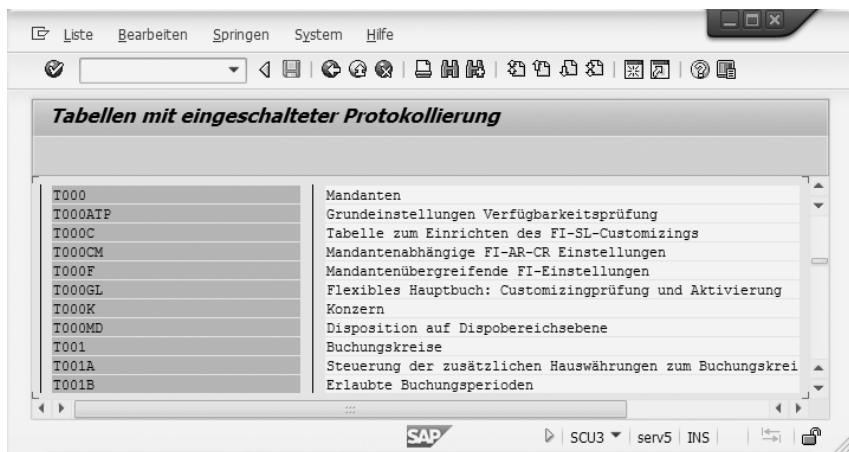 Liste Bearbeiten Springen System Hilfe
Tabellen mit eingeschalteter Protokollierung
T000 Mandanten
T000ATP Grundeinstellungen Verfügbarkeitsprüfung
T000C Tabelle zum Einrichten des FI-SL-Customizings
T000CM Mandantenabhängige FI-AR-CR Einstellungen
T000F Mandantenübergreifende FI-Einstellungen
T000GL Flexibles Hauptbuch: Customizingprüfung und Aktivierung
T000K Konzern
T000MD Disposition auf Dispobereichsebene
T001 Buchungskreise
T001A Steuerung der zusätzlichen Hauswährungen zum Buchungskrei
T001B Erlaubte Buchungsperioden
SAP SCU3 serv5 INS